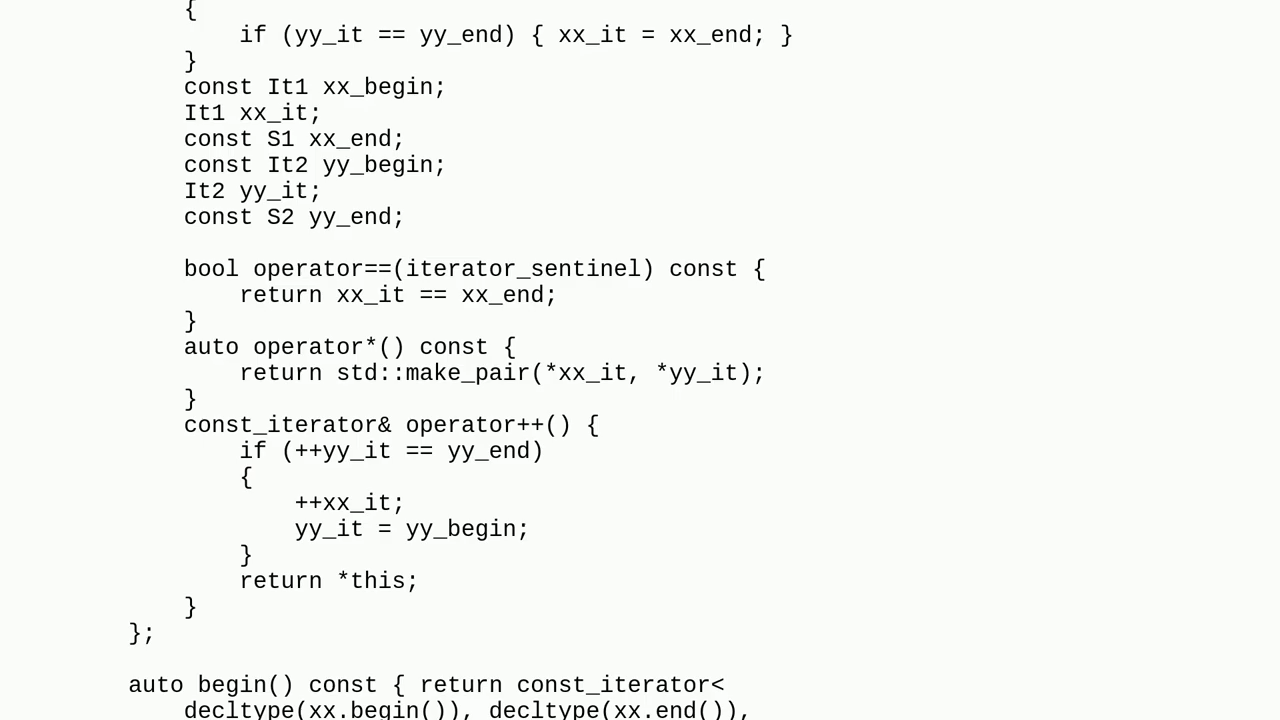 {
if (yy_it == yy_end) { xx_it = xx_end; }
}
const It1 xx_begin;
It1 xx_it;
const S1 xx_end;
const It2 yy_begin;
It2 yy_it;
const S2 yy_end;
bool operator==(iterator_sentinel) const {
return xx_it == xx_end;
}
auto operator*() const {
return std::make_pair(*xx_it, *yy_it);
}
const_iterator& operator++() {
if (++yy_it == yy_end)
{
++xx_it;
yy_it = yy_begin;
}
return *this;
}
};
auto begin() const { return const_iterator<
decltype(xx.begin()), decltype(xx.end()),